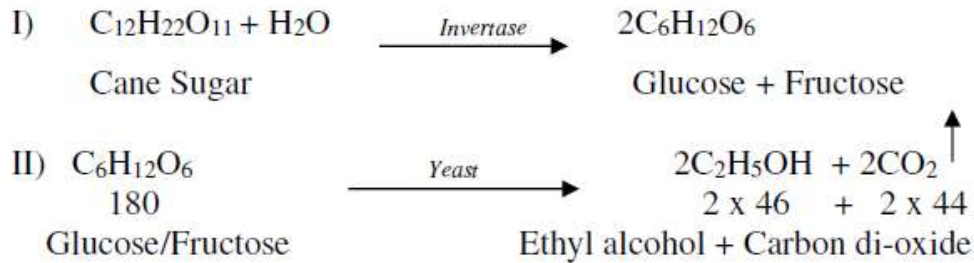 I) C12H22O11 + H2O Invertase 2C6H12O6
Cane Sugar Glucose + Fructose
II) C6H12O6 Yeast 2C2H5OH + 2CO2
180 2 x 46 + 2 x 44
Glucose/Fructose Ethyl alcohol + Carbon di-oxide